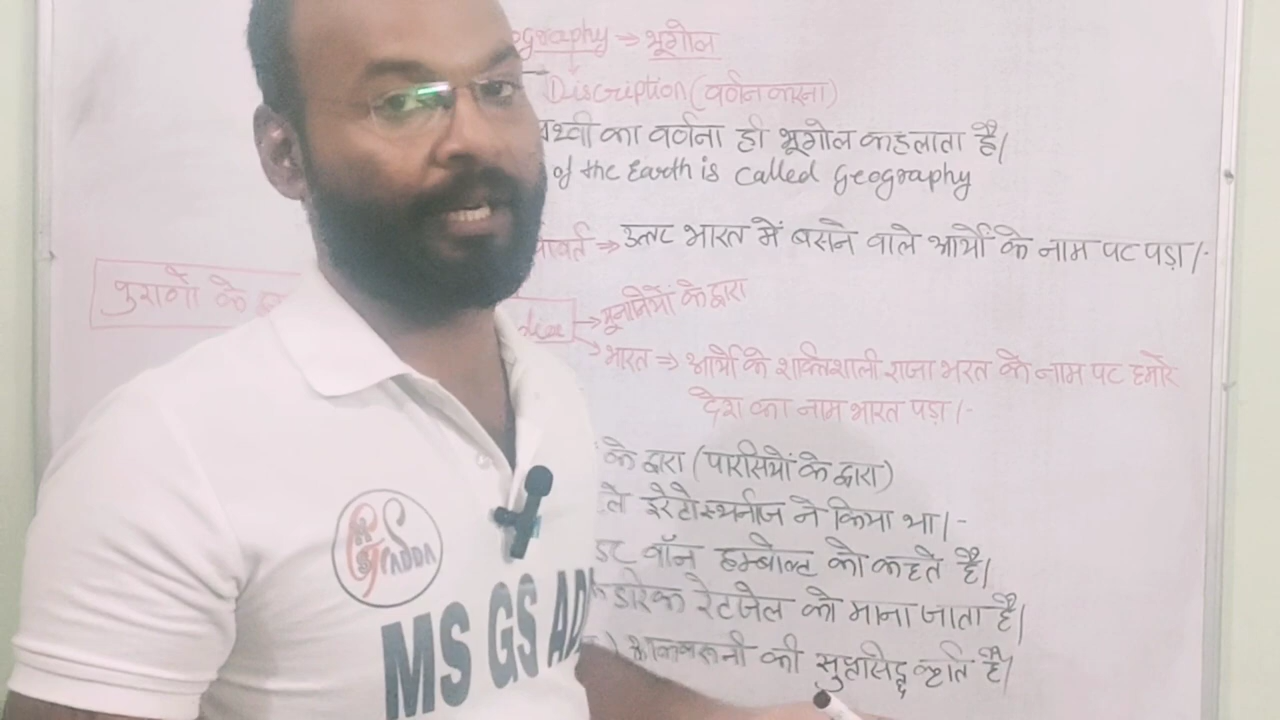 ography → भूगोल
Discription (वर्णन करना)
पृथ्वी का वर्णना ही भूगोल कहलाता है।
of the Earth is called Geography
यावर्त ⇒ उत्तर भारत में बसने वाले आर्यों के नाम पर पड़ा।-
पुराणों के
→ यूनानियों के द्वारा
→ भारत ⇒ आर्यों के शक्तिशाली राजा भरत के नाम पर हमारे
देश का नाम भारत पड़ा।-
के द्वारा (पारसियों के द्वारा)
इरेटोस्थनीज ने किया था।-
वॉन हम्बोल्ट को कहते हैं।
रेटजेल को माना जाता है।
अलबरूनी की सुप्रसिद्ध कृति है।
GS ADDA
MS GS AD